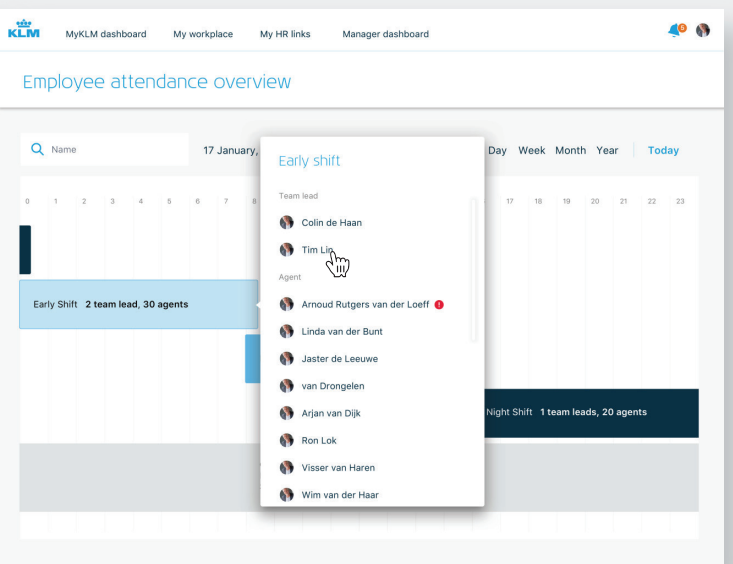 KLM
MyKLM dashboard
My workplace
My HR links
Manager dashboard
5
Employee attendance overview
Name
17 January,
Day
Week
Month
Year
Today
0 1 2 3 4 5 6 7 8
17 18 19 20 21 22 23
Early Shift 2 team lead, 30 agents
Night Shift 1 team leads, 20 agents
Early shift
Team lead
Colin de Haan
Tim Lin
Agent
Arnoud Rutgers van der Loeff
Linda van der Bunt
Jaster de Leeuwe
van Drongelen
Arjan van Dijk
Ron Lok
Visser van Haren
Wim van der Haar